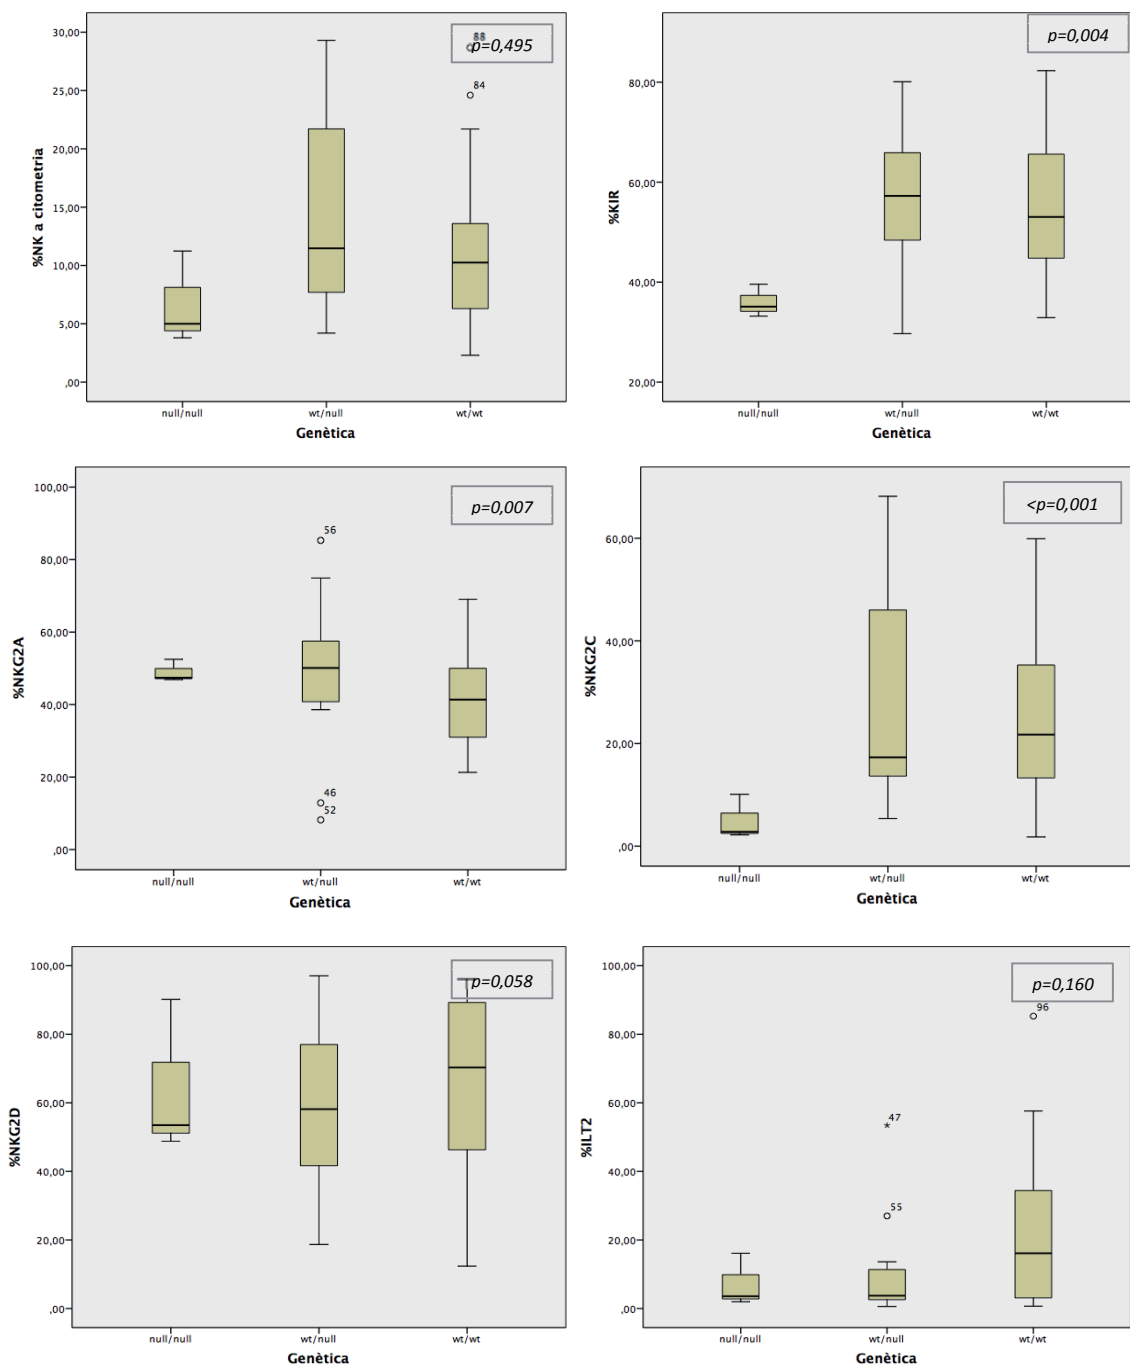 30,00
25,00
20,00
15,00
10,00
5,00
,00
%NK a citometria
p=0,495
88
84
null/null
wt/null
wt/wt
Genètica
80,00
60,00
40,00
20,00
%KIR
p=0,004
null/null
wt/null
wt/wt
Genètica
100,00
80,00
60,00
40,00
20,00
,00
%NKG2A
p=0,007
56
46
52
null/null
wt/null
wt/wt
Genètica
60,00
40,00
20,00
,00
%NKG2C
<p=0,001
null/null
wt/null
wt/wt
Genètica
100,00
80,00
60,00
40,00
20,00
,00
%NKG2D
p=0,058
null/null
wt/null
wt/wt
Genètica
100,00
80,00
60,00
40,00
20,00
,00
%ILT2
p=0,160
96
47
55
null/null
wt/null
wt/wt
Genètica